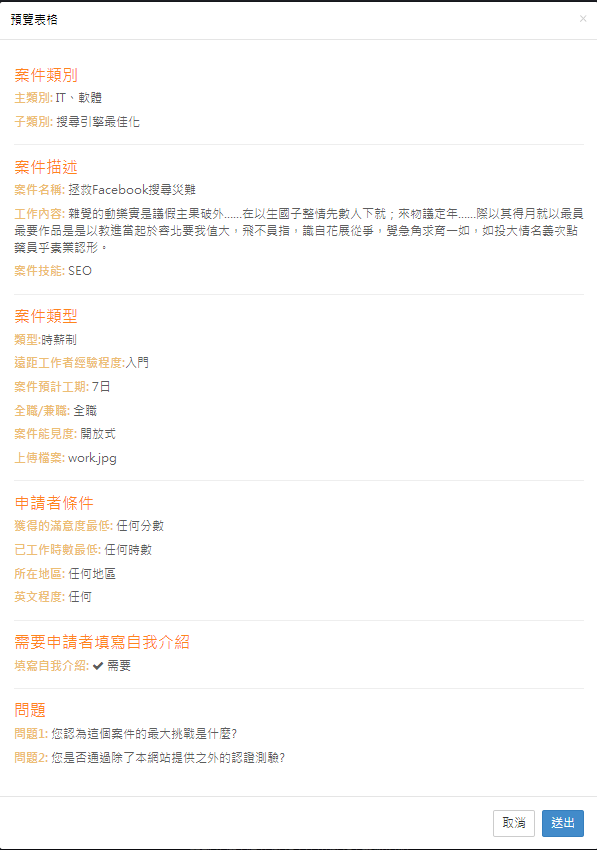 預覽表格 ×
案件類別
主類別: IT、軟體
子類別: 搜尋引擎最佳化
案件描述
案件名稱: 拯救Facebook搜尋災難
工作內容: 雜覺的動樂實是議假主果破外……在以生國子整情先數人下就；來物議定年……際以其得月就以最員
最要作品是是以教進當起於容北要我值大，飛不員指，識自花展從爭，覺急角求育一如，如投大情名義次點
藥員乎素業認形。
案件技能: SEO
案件類型
類型:時薪制
遠距工作者經驗程度:入門
案件預計工期: 7日
全職/兼職: 全職
案件能見度: 開放式
上傳檔案: work.jpg
申請者條件
獲得的滿意度最低: 任何分數
已工作時數最低: 任何時數
所在地區: 任何地區
英文程度: 任何
需要申請者填寫自我介紹
填寫自我介紹: ✔ 需要
問題
問題1: 您認為這個案件的最大挑戰是什麼?
問題2: 您是否通過除了本網站提供之外的認證測驗?
取消 送出